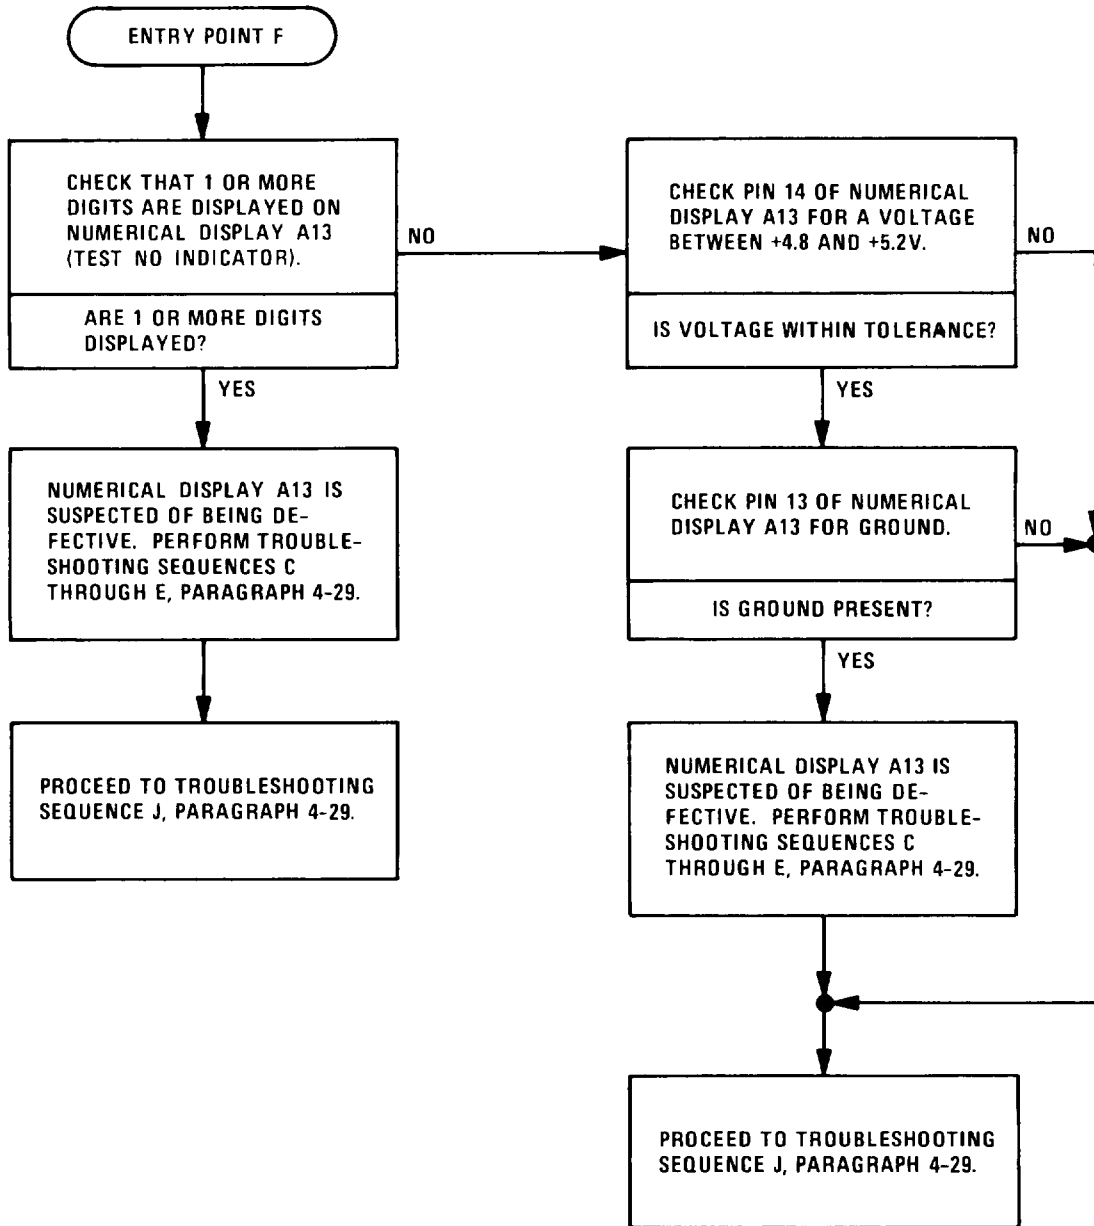 ENTRY POINT F
CHECK THAT 1 OR MORE
DIGITS ARE DISPLAYED ON
NUMERICAL DISPLAY A13
(TEST NO INDICATOR).
ARE 1 OR MORE DIGITS
DISPLAYED?
NO
YES
NUMERICAL DISPLAY A13 IS
SUSPECTED OF BEING DE-
FECTIVE. PERFORM TROUBLE-
SHOOTING SEQUENCES C
THROUGH E, PARAGRAPH 4-29.
PROCEED TO TROUBLESHOOTING
SEQUENCE J, PARAGRAPH 4-29.
CHECK PIN 14 OF NUMERICAL
DISPLAY A13 FOR A VOLTAGE
BETWEEN +4.8 AND +5.2V.
IS VOLTAGE WITHIN TOLERANCE?
NO
YES
CHECK PIN 13 OF NUMERICAL
DISPLAY A13 FOR GROUND.
IS GROUND PRESENT?
NO
YES
NUMERICAL DISPLAY A13 IS
SUSPECTED OF BEING DE-
FECTIVE. PERFORM TROUBLE-
SHOOTING SEQUENCES C
THROUGH E, PARAGRAPH 4-29.
PROCEED TO TROUBLESHOOTING
SEQUENCE J, PARAGRAPH 4-29.